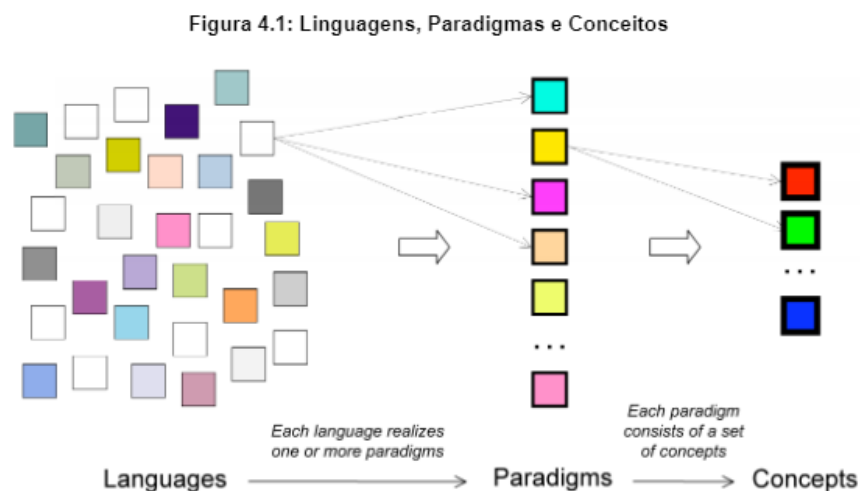 Figura 4.1: Linguagens, Paradigmas e Conceitos
...
...
Each language realizes
one or more paradigms
Each paradigm
consists of a set
of concepts
Languages
Paradigms
Concepts